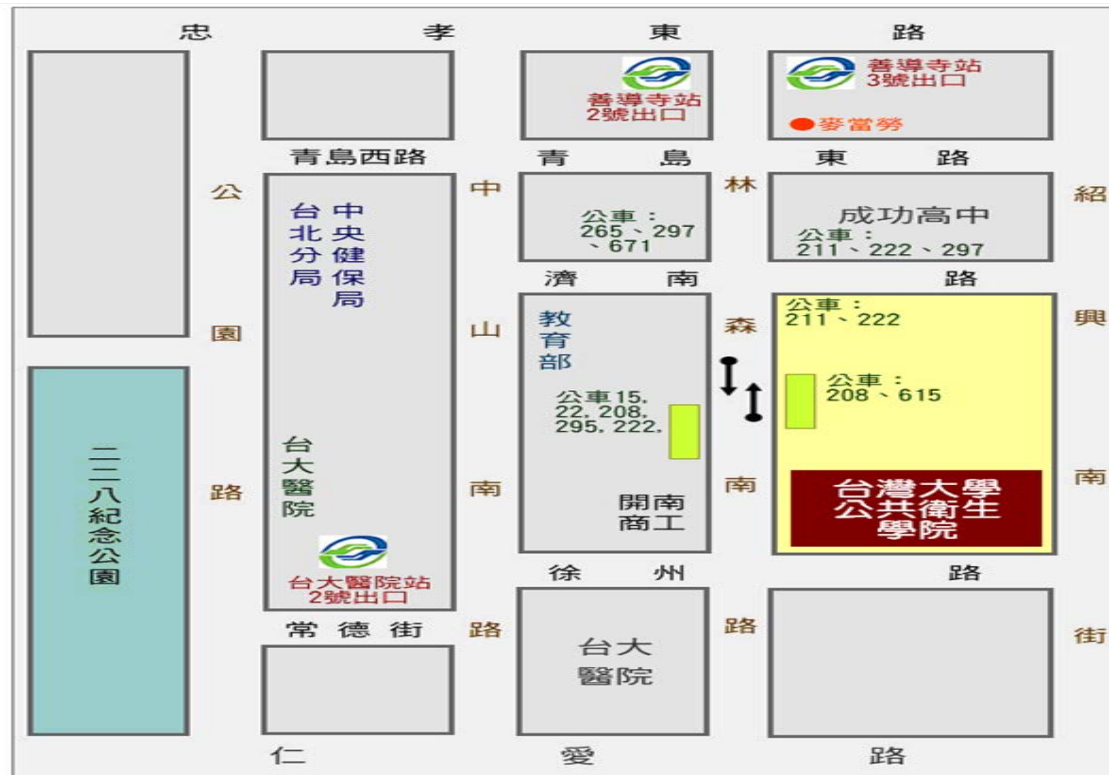 忠孝東路
善導寺站
2號出口
善導寺站
3號出口
麥當勞
青島西路
青島東路
公園路
中山南路
林森南路
紹興南街
中央健保局
台北分局
公車：
265、297
、671
成功高中
公車：
211、222、297
濟南路
教育部
公車：
211、222
公車15,
22, 208,
295, 222,
公車：
208、615
二二八紀念公園
台大醫院
台大醫院站
2號出口
開南
商工
台灣大學
公共衛生
學院
徐州路
常德街
台大
醫院
仁愛路